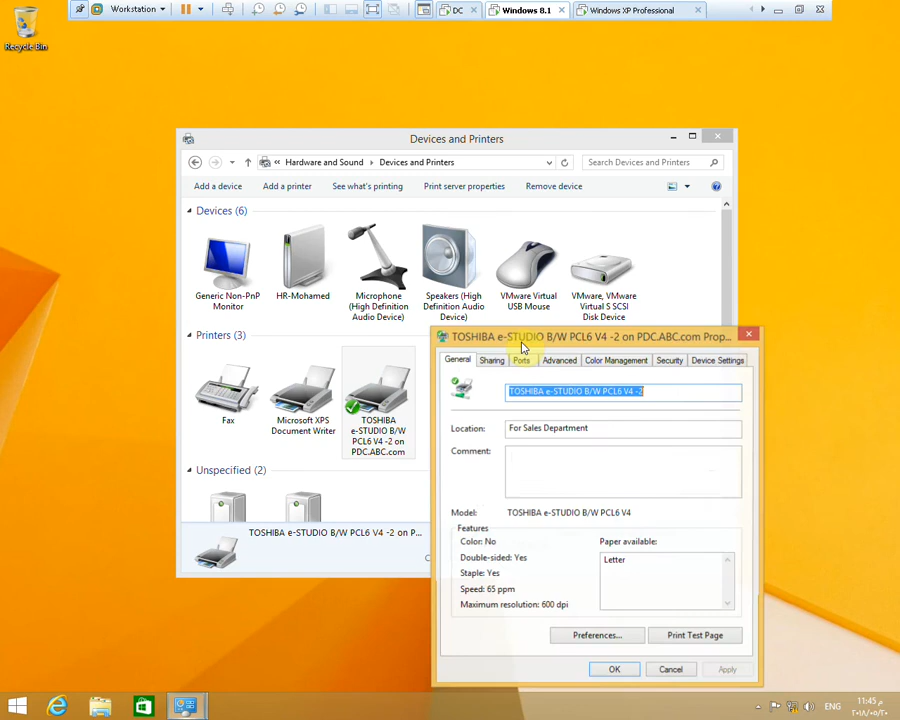 Workstation
DC
Windows 8.1
Windows XP Professional
Recycle Bin
Devices and Printers
Hardware and Sound
Devices and Printers
Search Devices and Printers
Add a device
Add a printer
See what's printing
Print server properties
Remove device
Devices (6)
Generic Non-PnP
Monitor
HR-Mohamed
Microphone
(High Definition
Audio Device)
Speakers (High
Definition Audio
Device)
VMware Virtual
USB Mouse
VMware, VMware
Virtual S SCSI
Disk Device
Printers (3)
Fax
Microsoft XPS
Document Writer
TOSHIBA
e-STUDIO B/W
PCL6 V4 -2 on
PDC.ABC.com
Unspecified (2)
TOSHIBA e-STUDIO B/W PCL6 V4 -2 on P...
TOSHIBA e-STUDIO B/W PCL6 V4 -2 on PDC.ABC.com Prop...
General
Sharing
Ports
Advanced
Color Management
Security
Device Settings
TOSHIBA e-STUDIO B/W PCL6 V4 -2
Location:
For Sales Department
Comment:
Model:
TOSHIBA e-STUDIO B/W PCL6 V4
Features
Color: No
Paper available:
Double-sided: Yes
Letter
Staple: Yes
Speed: 65 ppm
Maximum resolution: 600 dpi
Preferences...
Print Test Page
OK
Cancel
Apply
ENG
11:45 م